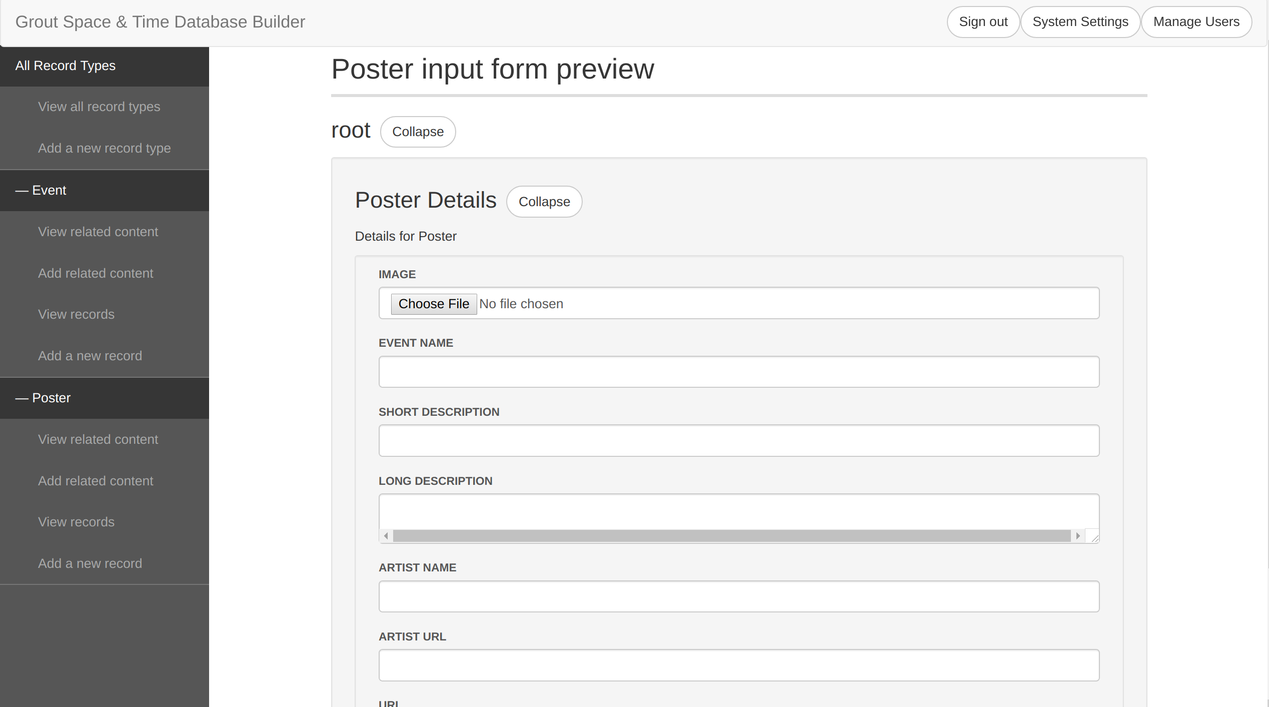 Grout Space & Time Database Builder
Sign out
System Settings
Manage Users
All Record Types
View all record types
Add a new record type
— Event
View related content
Add related content
View records
Add a new record
— Poster
View related content
Add related content
View records
Add a new record
Poster input form preview
root
Collapse
Poster Details
Collapse
Details for Poster
IMAGE
Choose File No file chosen
EVENT NAME
SHORT DESCRIPTION
LONG DESCRIPTION
ARTIST NAME
ARTIST URL
URL